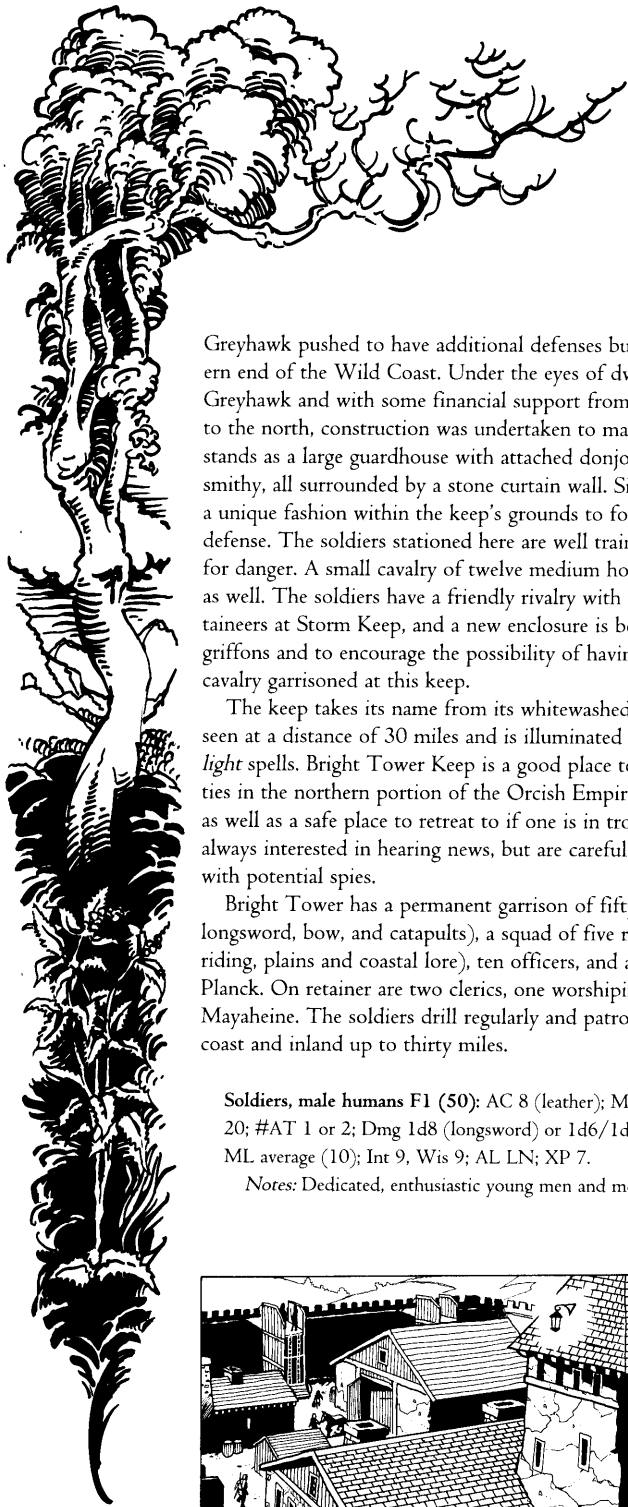 Greyhawk pushed to have additional defenses bu
ern end of the Wild Coast. Under the eyes of dw
Greyhawk and with some financial support from
to the north, construction was undertaken to ma
stands as a large guardhouse with attached donjo
smithy, all surrounded by a stone curtain wall. Si
a unique fashion within the keep's grounds to fo
defense. The soldiers stationed here are well train
for danger. A small cavalry of twelve medium ho
as well. The soldiers have a friendly rivalry with
taineers at Storm Keep, and a new enclosure is be
griffons and to encourage the possibility of havin
cavalry garrisoned at this keep.
The keep takes its name from its whitewashed
seen at a distance of 30 miles and is illuminated
light spells. Bright Tower Keep is a good place to
ties in the northern portion of the Orcish Empir
as well as a safe place to retreat to if one is in tro
always interested in hearing news, but are careful
with potential spies.
Bright Tower has a permanent garrison of fift
longsword, bow, and catapults), a squad of five r
riding, plains and coastal lore), ten officers, and a
Planck. On retainer are two clerics, one worshipi
Mayaheine. The soldiers drill regularly and patro
coast and inland up to thirty miles.
Soldiers, male humans F1 (50): AC 8 (leather); M
20; #AT 1 or 2; Dmg 1d8 (longsword) or 1d6/1d
ML average (10); Int 9, Wis 9; AL LN; XP 7.
Notes: Dedicated, enthusiastic young men and mo